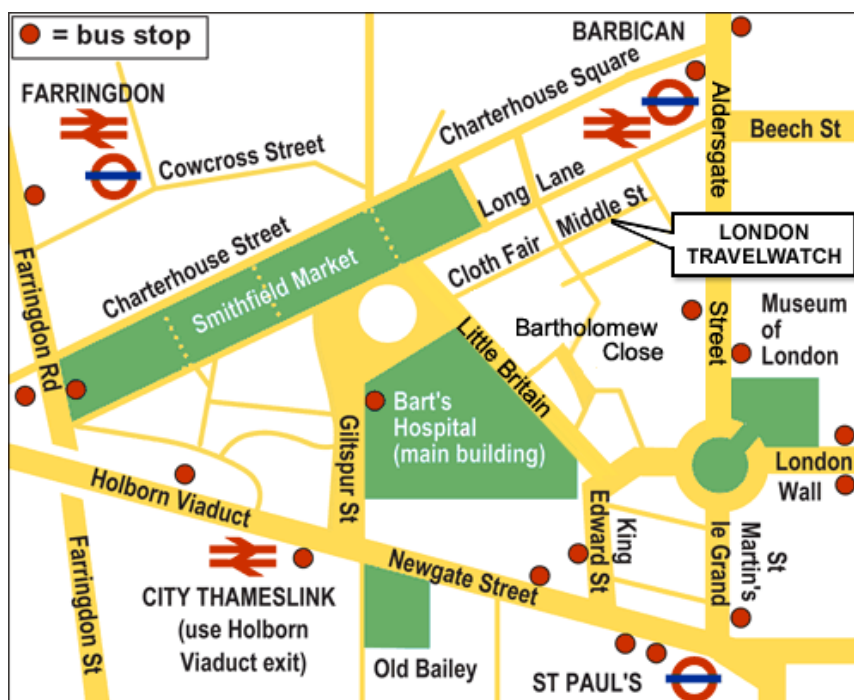 = bus stop
BARBICAN
FARRINGDON
Charterhouse Square
Aldersgate
Street
Beech St
Cowcross Street
Long Lane
Middle St
Cloth Fair
LONDON
TRAVELWATCH
Charterhouse Street
Smithfield Market
Farringdon Rd
Little Britain
Bartholomew
Close
Museum
of
London
Bart's
Hospital
(main building)
Giltspur St
Holborn Viaduct
London
Wall
King
Edward St
St
Martin's
le Grand
Newgate Street
Farringdon St
CITY THAMESLINK
(use Holborn
Viaduct exit)
Old Bailey
ST PAUL'S